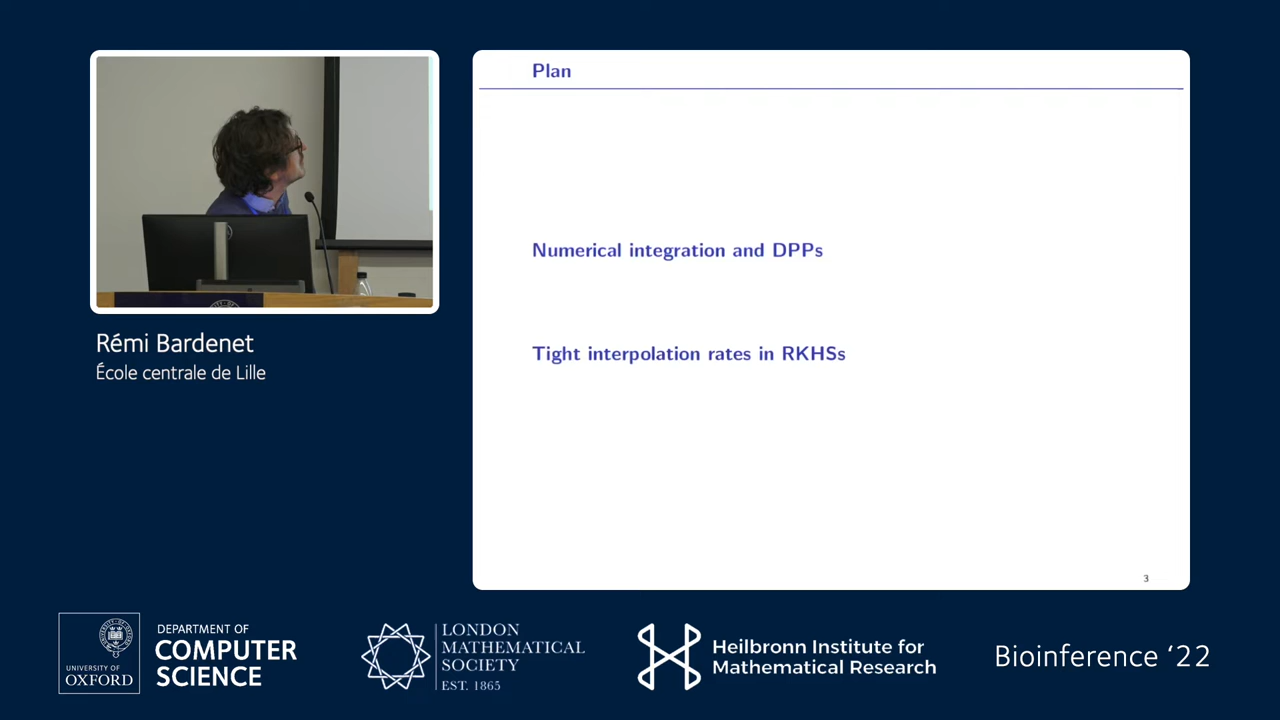 Plan
Numerical integration and DPPs
Tight interpolation rates in RKHSs
3
Rémi Bardenet
École centrale de Lille
UNIVERSITY OF
OXFORD
DEPARTMENT OF
COMPUTER
SCIENCE
LONDON
MATHEMATICAL
SOCIETY
EST. 1865
Heilbronn Institute for
Mathematical Research
Bioinference ‘22